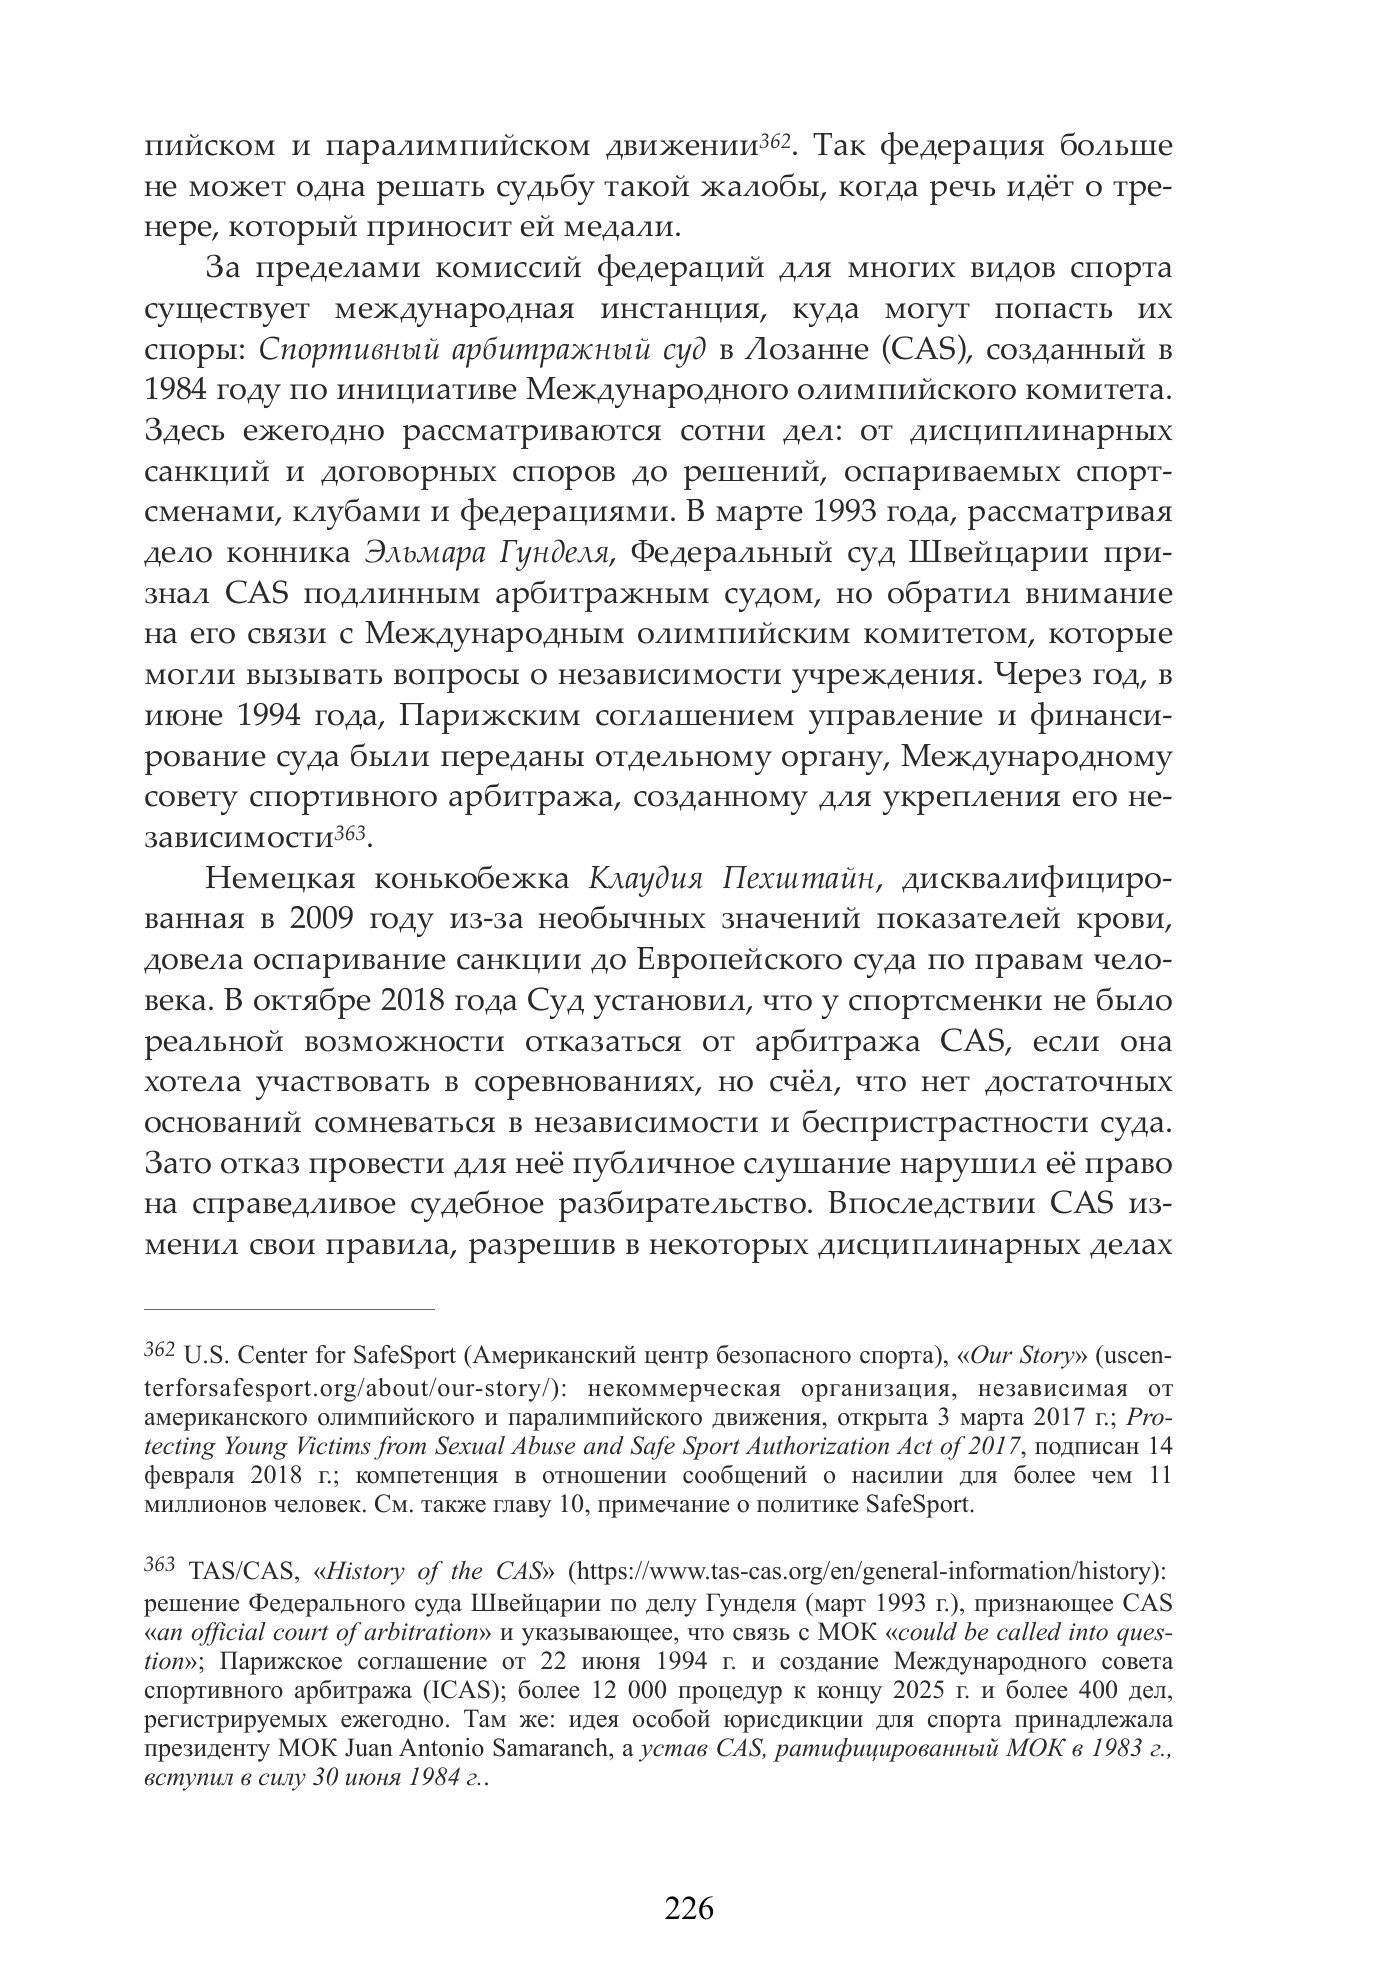 пийском и паралимпийском движении362. Так федерация больше
не может одна решать судьбу такой жалобы, когда речь идёт о тре-
нере, который приносит ей медали.
За пределами комиссий федераций для многих видов спорта
существует международная инстанция, куда могут попасть их
споры: Спортивный арбитражный суд в Лозанне (CAS), созданный в
1984 году по инициативе Международного олимпийского комитета.
Здесь ежегодно рассматриваются сотни дел: от дисциплинарных
санкций и договорных споров до решений, оспариваемых спорт-
сменами, клубами и федерациями. В марте 1993 года, рассматривая
дело конника Эльмара Гунделя, Федеральный суд Швейцарии при-
знал CAS подлинным арбитражным судом, но обратил внимание
на его связи с Международным олимпийским комитетом, которые
могли вызывать вопросы о независимости учреждения. Через год, в
июне 1994 года, Парижским соглашением управление и финанси-
рование суда были переданы отдельному органу, Международному
совету спортивного арбитража, созданному для укрепления его не-
зависимости363.
Немецкая конькобежка Клаудия Пехштайн, дисквалифициро-
ванная в 2009 году из-за необычных значений показателей крови,
довела оспаривание санкции до Европейского суда по правам чело-
века. В октябре 2018 года Суд установил, что у спортсменки не было
реальной возможности отказаться от арбитража CAS, если она
хотела участвовать в соревнованиях, но счёл, что нет достаточных
оснований сомневаться в независимости и беспристрастности суда.
Зато отказ провести для неё публичное слушание нарушил её право
на справедливое судебное разбирательство. Впоследствии CAS из-
менил свои правила, разрешив в некоторых дисциплинарных делах
362 U.S. Center for SafeSport (Американский центр безопасного спорта), «Our Story» (uscen-
terforsafesport.org/about/our-story/): некоммерческая организация, независимая от
американского олимпийского и паралимпийского движения, открыта 3 марта 2017 г.; Pro-
tecting Young Victims from Sexual Abuse and Safe Sport Authorization Act of 2017, подписан 14
февраля 2018 г.; компетенция в отношении сообщений о насилии для более чем 11
миллионов человек. См. также главу 10, примечание о политике SafeSport.
363 TAS/CAS, «History of the CAS» (https://www.tas-cas.org/en/general-information/history):
решение Федерального суда Швейцарии по делу Гунделя (март 1993 г.), признающее CAS
«an official court of arbitration» и указывающее, что связь с МОК «could be called into ques-
tion»; Парижское соглашение от 22 июня 1994 г. и создание Международного совета
спортивного арбитража (ICAS); более 12 000 процедур к концу 2025 г. и более 400 дел,
регистрируемых ежегодно. Там же: идея особой юрисдикции для спорта принадлежала
президенту МОК Juan Antonio Samaranch, а устав CAS, ратифицированный МОК в 1983 г.,
вступил в силу 30 июня 1984 г..
226